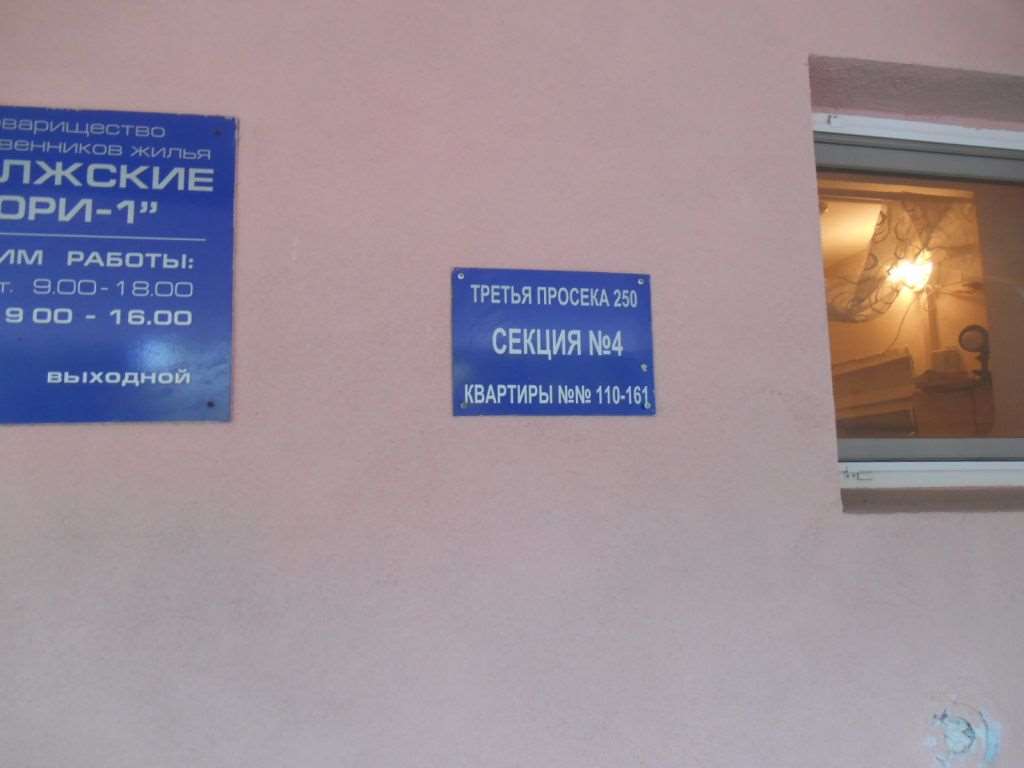 оварищество
венников жилья
ЛЖСКИЕ
ОРИ-1”
ИМ РАБОТЫ:
т. 9.00-18.00
9 00 - 16.00
ВЫХОДНОЙ
ТРЕТЬЯ ПРОСЕКА 250
СЕКЦИЯ №4
КВАРТИРЫ №№ 110-161